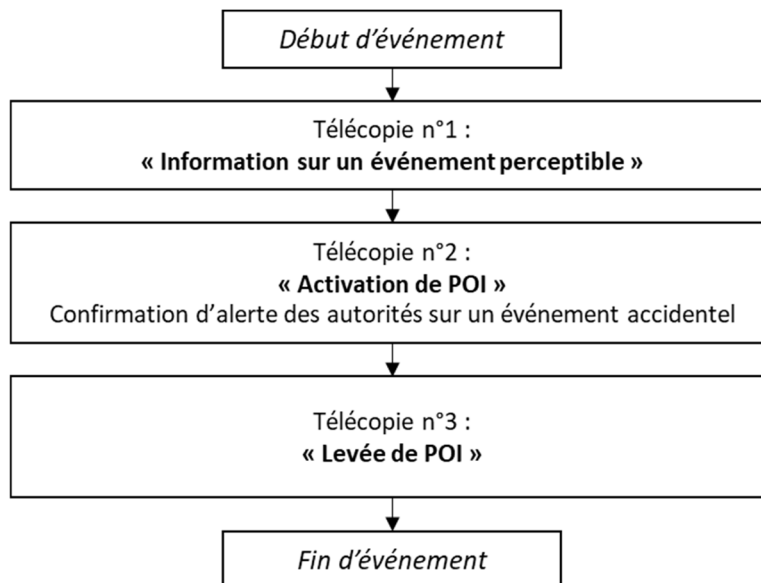 Début d’événement
Télécopie n°1 :
« Information sur un événement perceptible »
Télécopie n°2 :
« Activation de POI »
Confirmation d’alerte des autorités sur un événement accidentel
Télécopie n°3 :
« Levée de POI »
Fin d’événement